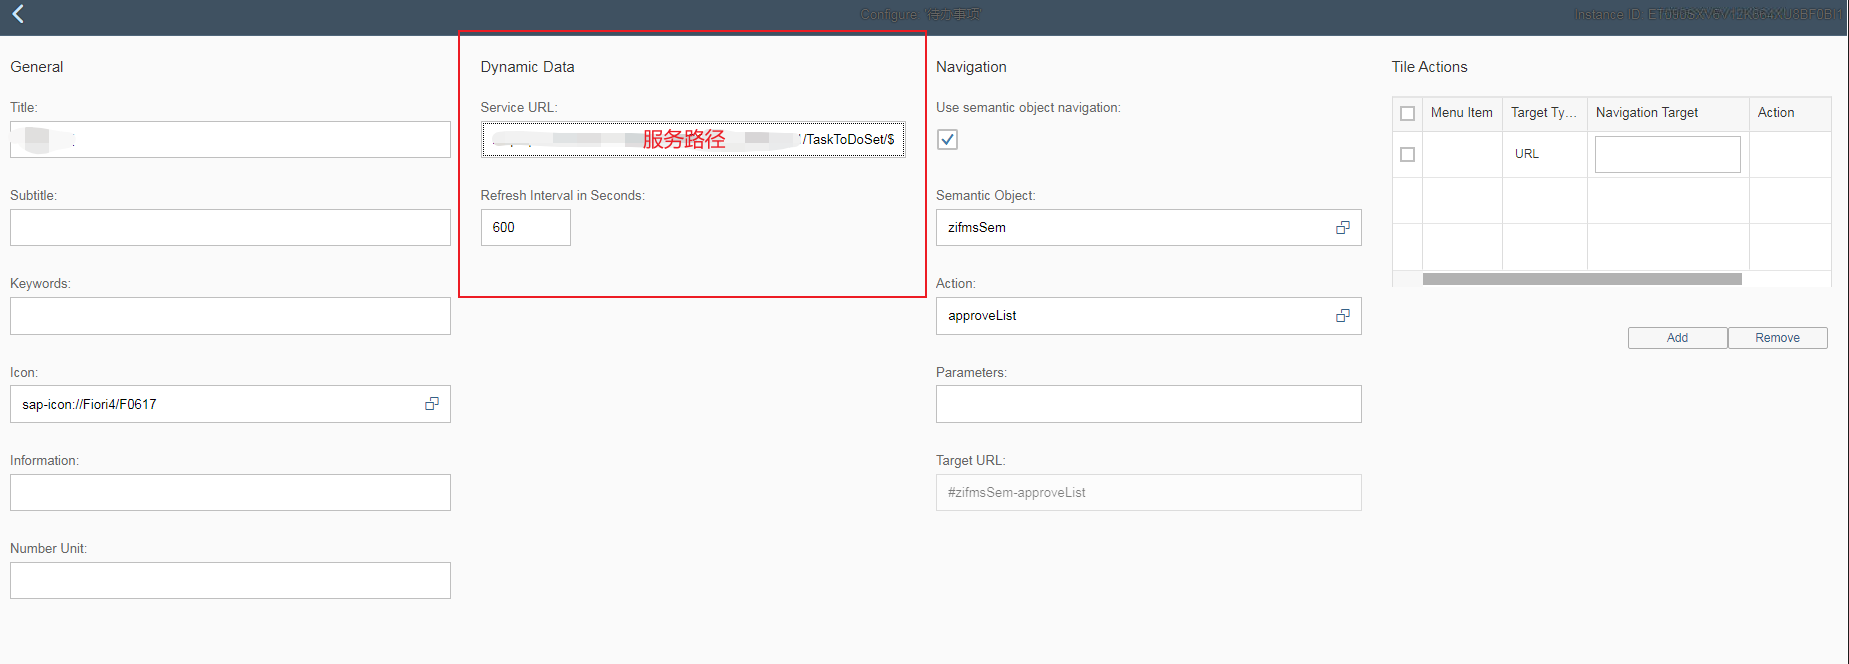 Configure: '待办事项'
General
Title:
Subtitle:
Keywords:
Icon:
sap-icon://Fiori4/F0617
Information:
Number Unit:
Dynamic Data
Service URL:
服务路径
/TaskToDoSet/$
Refresh Interval in Seconds:
600
Navigation
Use semantic object navigation:
Semantic Object:
zifmsSem
Action:
approveList
Parameters:
Target URL:
#zifmsSem-approveList
Tile Actions
Menu Item
Target Ty...
Navigation Target
Action
URL
Add
Remove